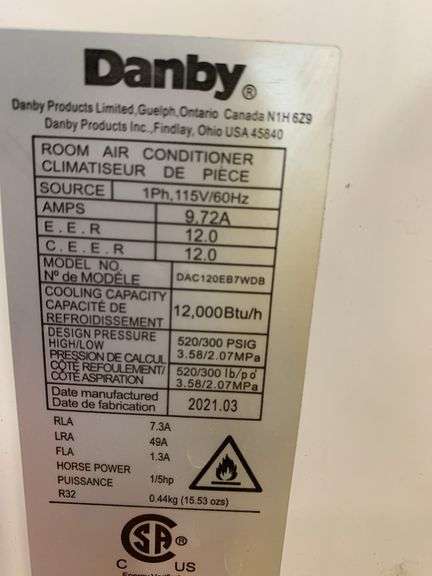 Danby®
Danby Products Limited,Guelph,Ontario Canada N1H 6Z9
Danby Products Inc.,Findlay, Ohio USA 45840
ROOM AIR CONDITIONER
CLIMATISEUR DE PIÈCE
SOURCE 1Ph,115V/60Hz
AMPS 9.72A
E.E.R 12.0
C.E.E.R 12.0
MODEL NO.
Nº de MODÈLE DAC120EB7WDB
COOLING CAPACITY
CAPACITÉ DE
REFROIDISSEMENT 12,000Btu/h
DESIGN PRESSURE
HIGH/LOW 520/300 PSIG
3.58/2.07MPa
PRESSION DE CALCUL
CÔTÉ REFOULEMENT/
CÔTÉ ASPIRATION 520/300 lb/po²
3.58/2.07MPa
Date manufactured
Date de fabrication 2021.03
RLA 7.3A
LRA 49A
FLA 1.3A
HORSE POWER
PUISSANCE 1/5hp
R32 0.44kg (15.53 ozs)
SA
C US